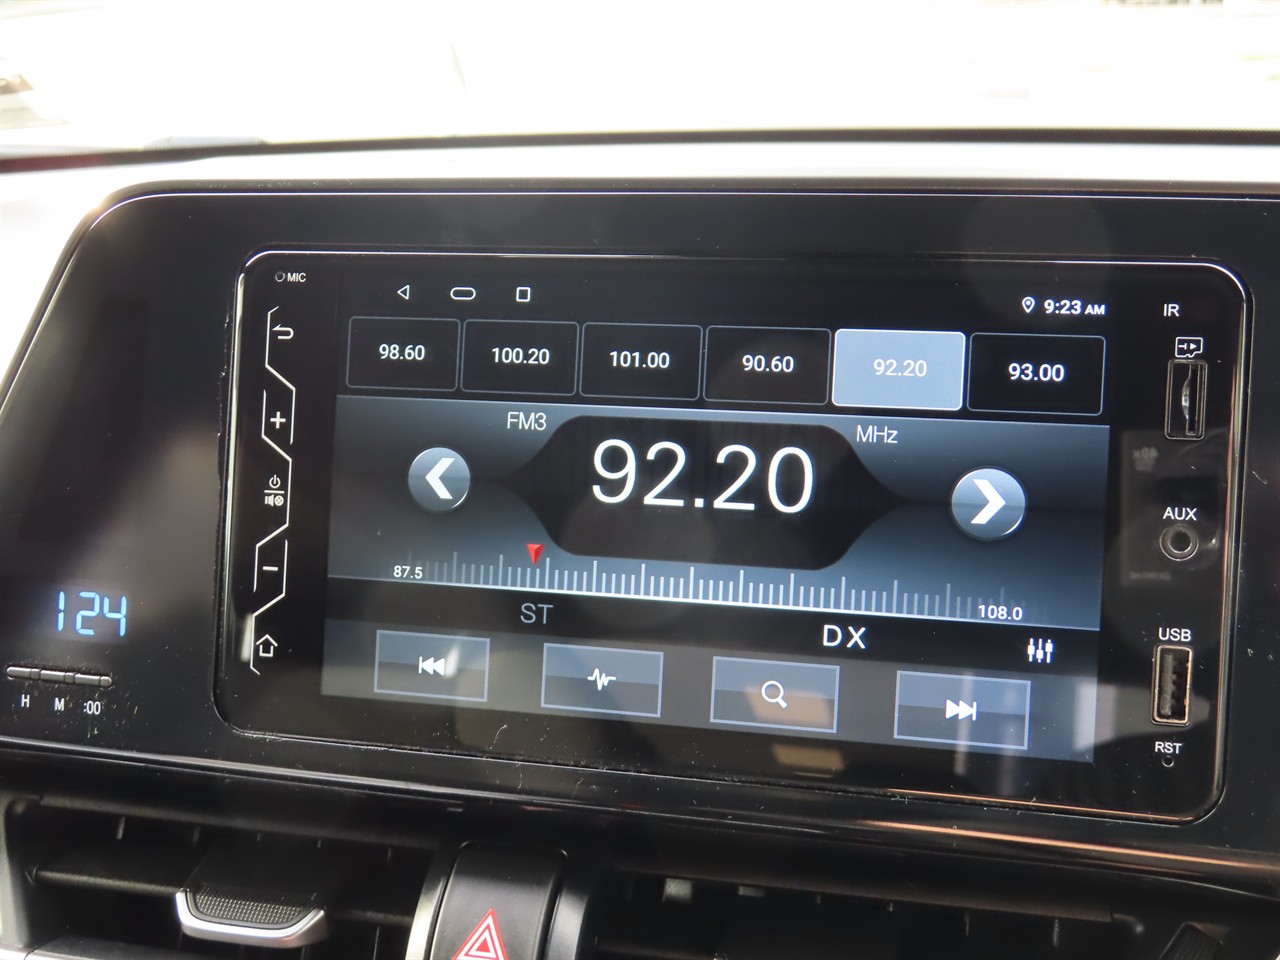 MIC
9:23 AM
IR
98.60 100.20 101.00 90.60 92.20 93.00
FM3
MHz
92.20
AUX
87.5
108.0
124
ST
DX
USB
H M :00
RST